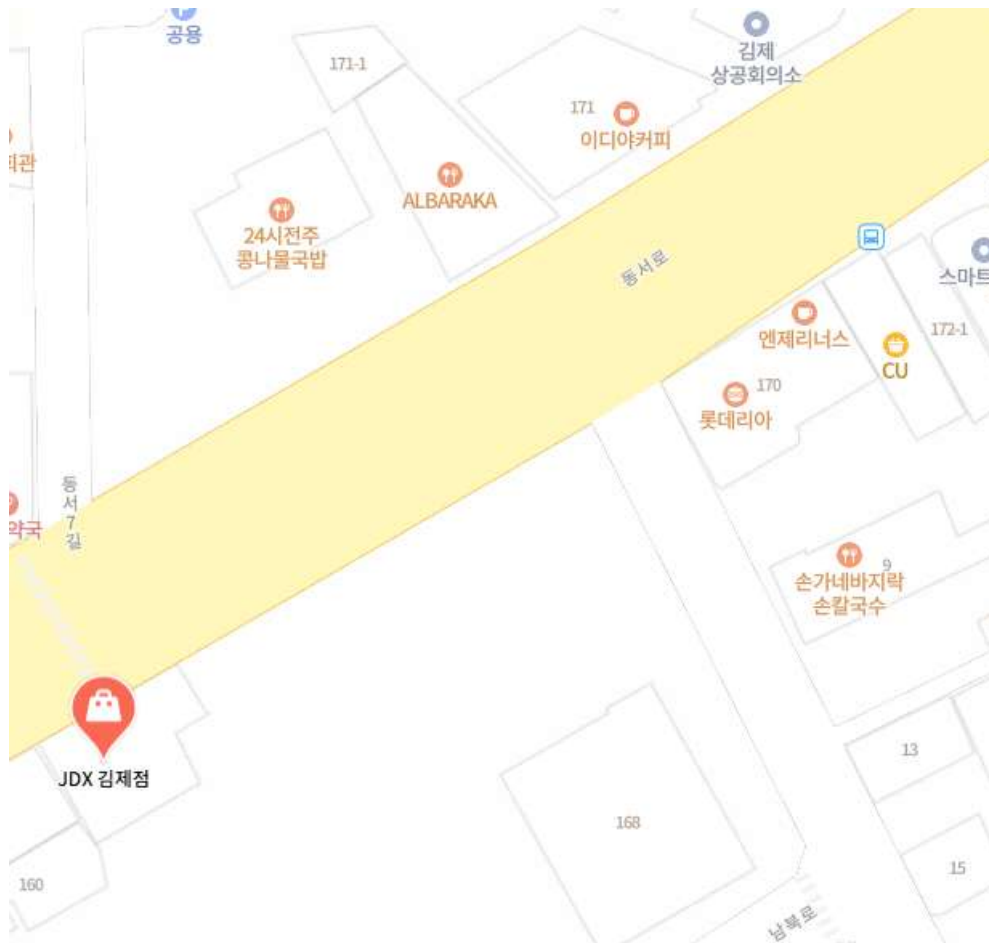 공용
김제
상공회의소
171-1
171
이디야커피
회관
ALBARAKA
24시전주
콩나물국밥
동서로
스마트
엔제리너스
172-1
CU
170
롯데리아
동서7길
약국
9
손가네바지락
손칼국수
JDX 김제점
13
168
15
160
남북로